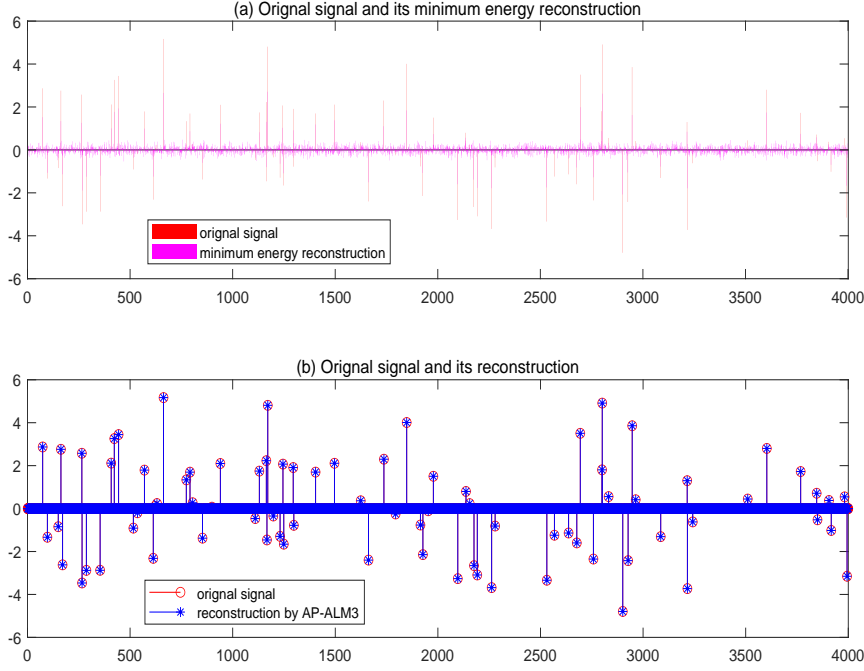 (a) Orignal signal and its minimum energy reconstruction
6
4
2
0
-2
-4
-6
orignal signal
minimum energy reconstruction
0 500 1000 1500 2000 2500 3000 3500 4000
(b) Orignal signal and its reconstruction
6
4
2
0
-2
-4
-6
orignal signal
reconstruction by AP-ALM3
0 500 1000 1500 2000 2500 3000 3500 4000